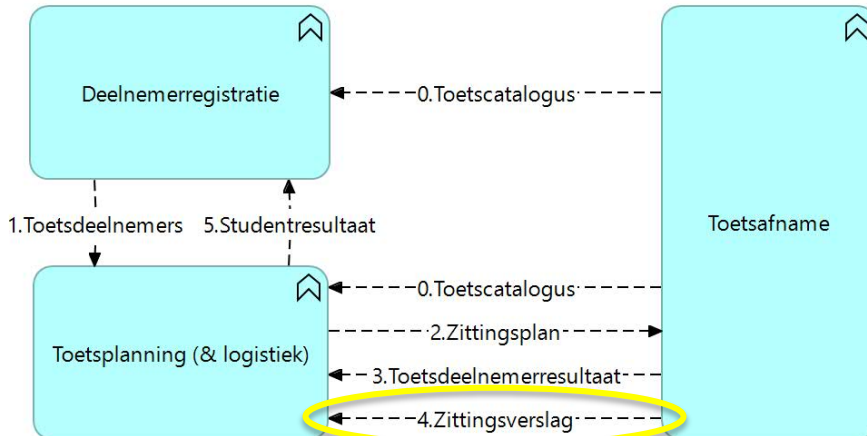 Deelnemerregistratie
0.Toetscatalogus
Toetsafname
1.Toetsdeelnemers
5.Studentresultaat
0.Toetscatalogus
2.Zittingsplan
Toetsplanning (& logistiek)
3.Toetsdeelnemerresultaat
4.Zittingsverslag